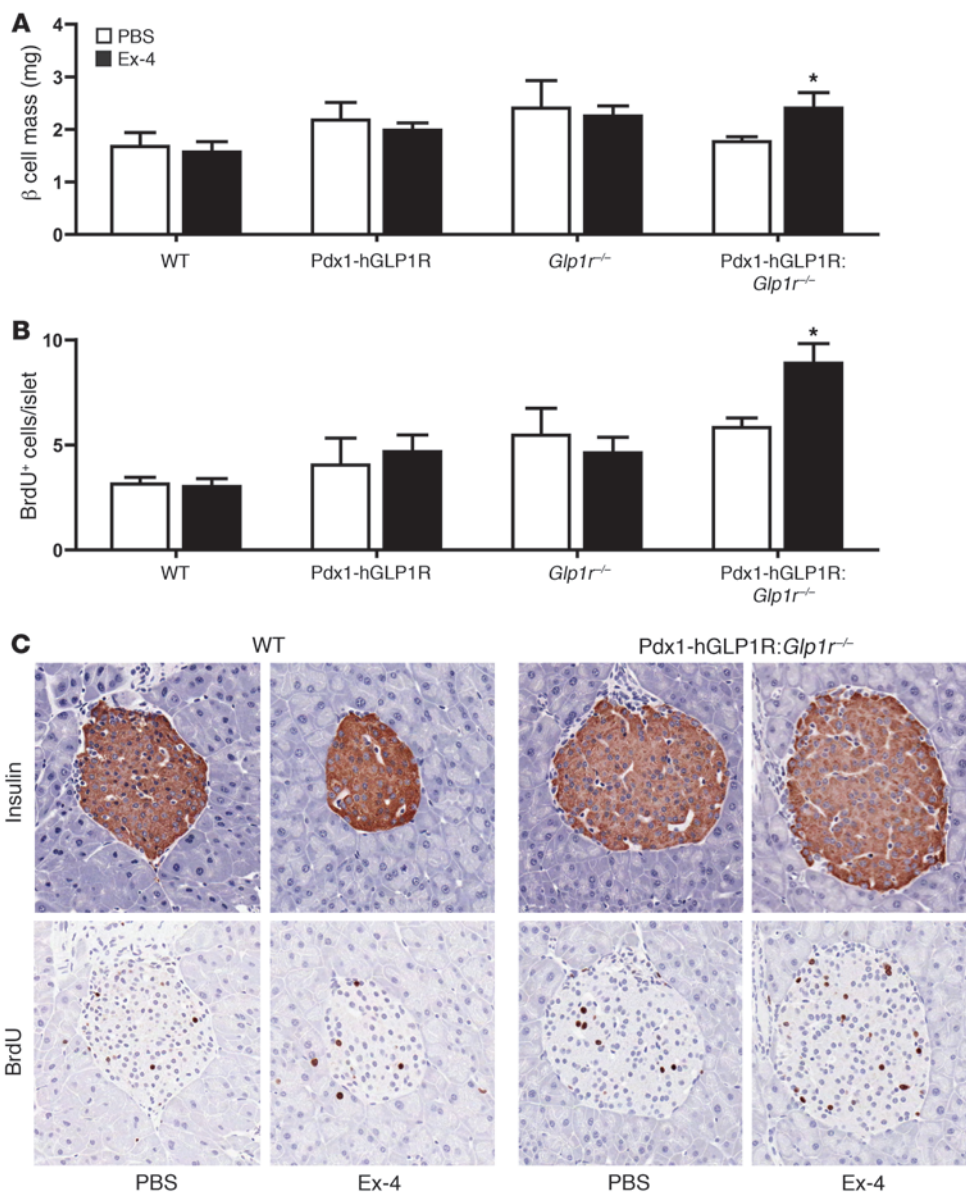 A
β cell mass (mg)
4
3
2
1
0
PBS
Ex-4
*
WT
Pdx1-hGLP1R
Glp1r–/–
Pdx1-hGLP1R:
Glp1r–/–
B
BrdU+ cells/islet
10
5
0
*
WT
Pdx1-hGLP1R
Glp1r–/–
Pdx1-hGLP1R:
Glp1r–/–
C
WT
Pdx1-hGLP1R:Glp1r–/–
Insulin
BrdU
PBS
Ex-4
PBS
Ex-4